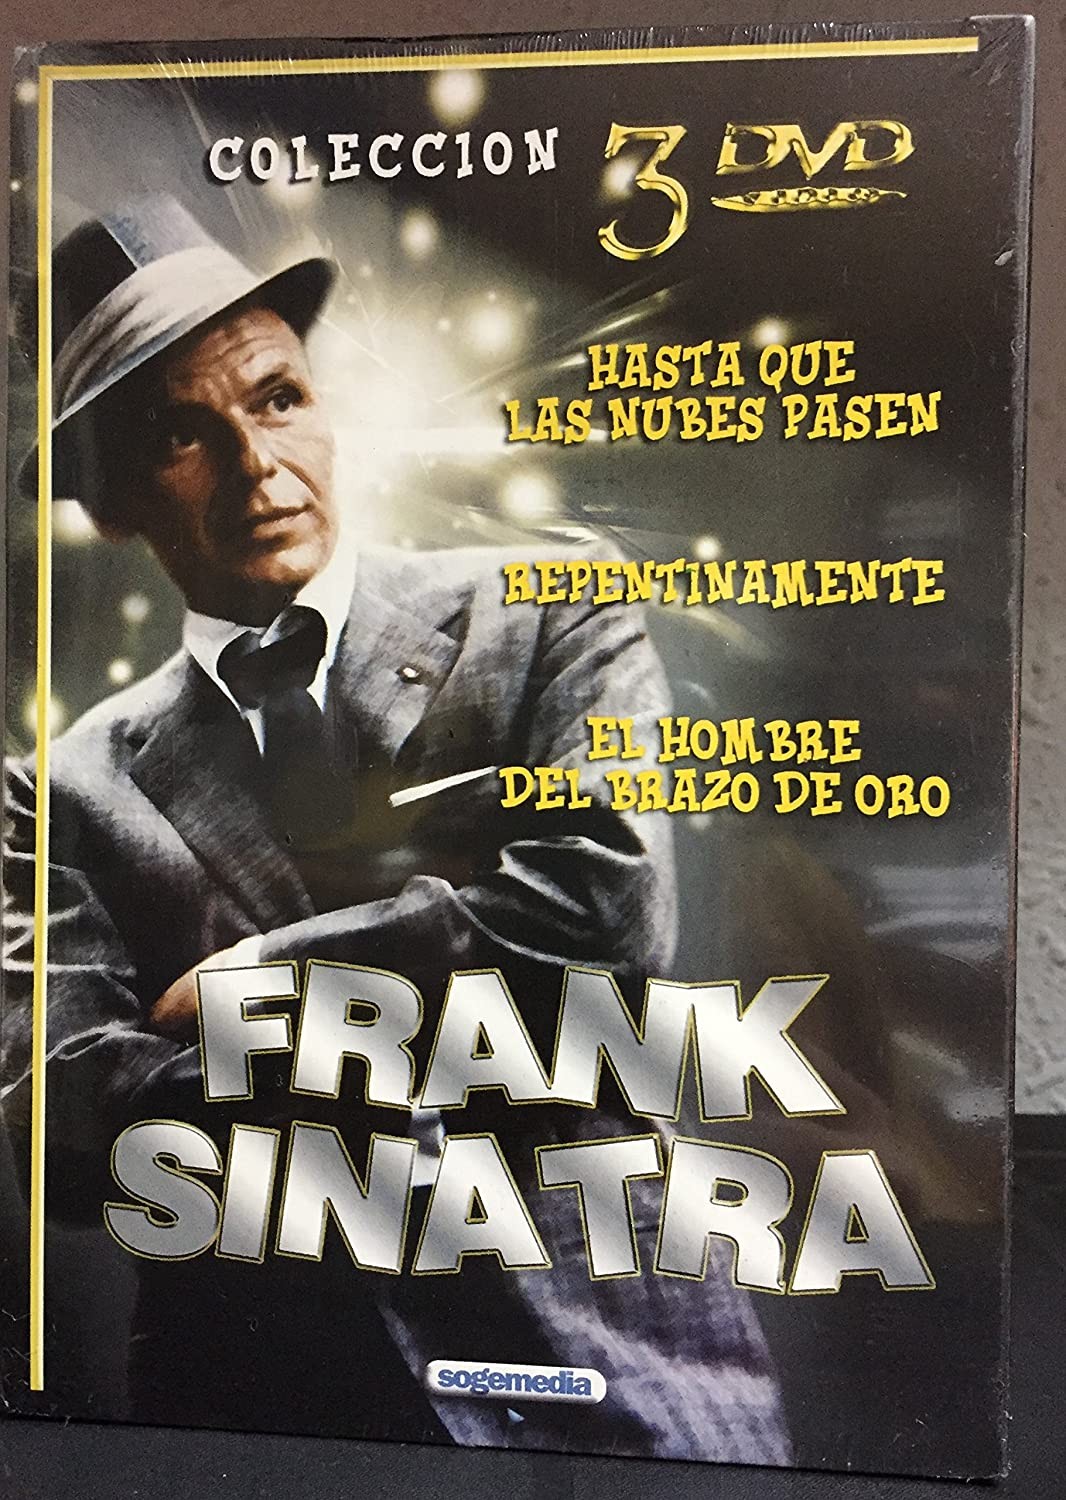 COLECCION 3 DVD
VIDEO
HASTA QUE
LAS NUBES PASEN
REPENTINAMENTE
EL HOMBRE
DEL BRAZO DE ORO
FRANK
SINATRA
sogemedia